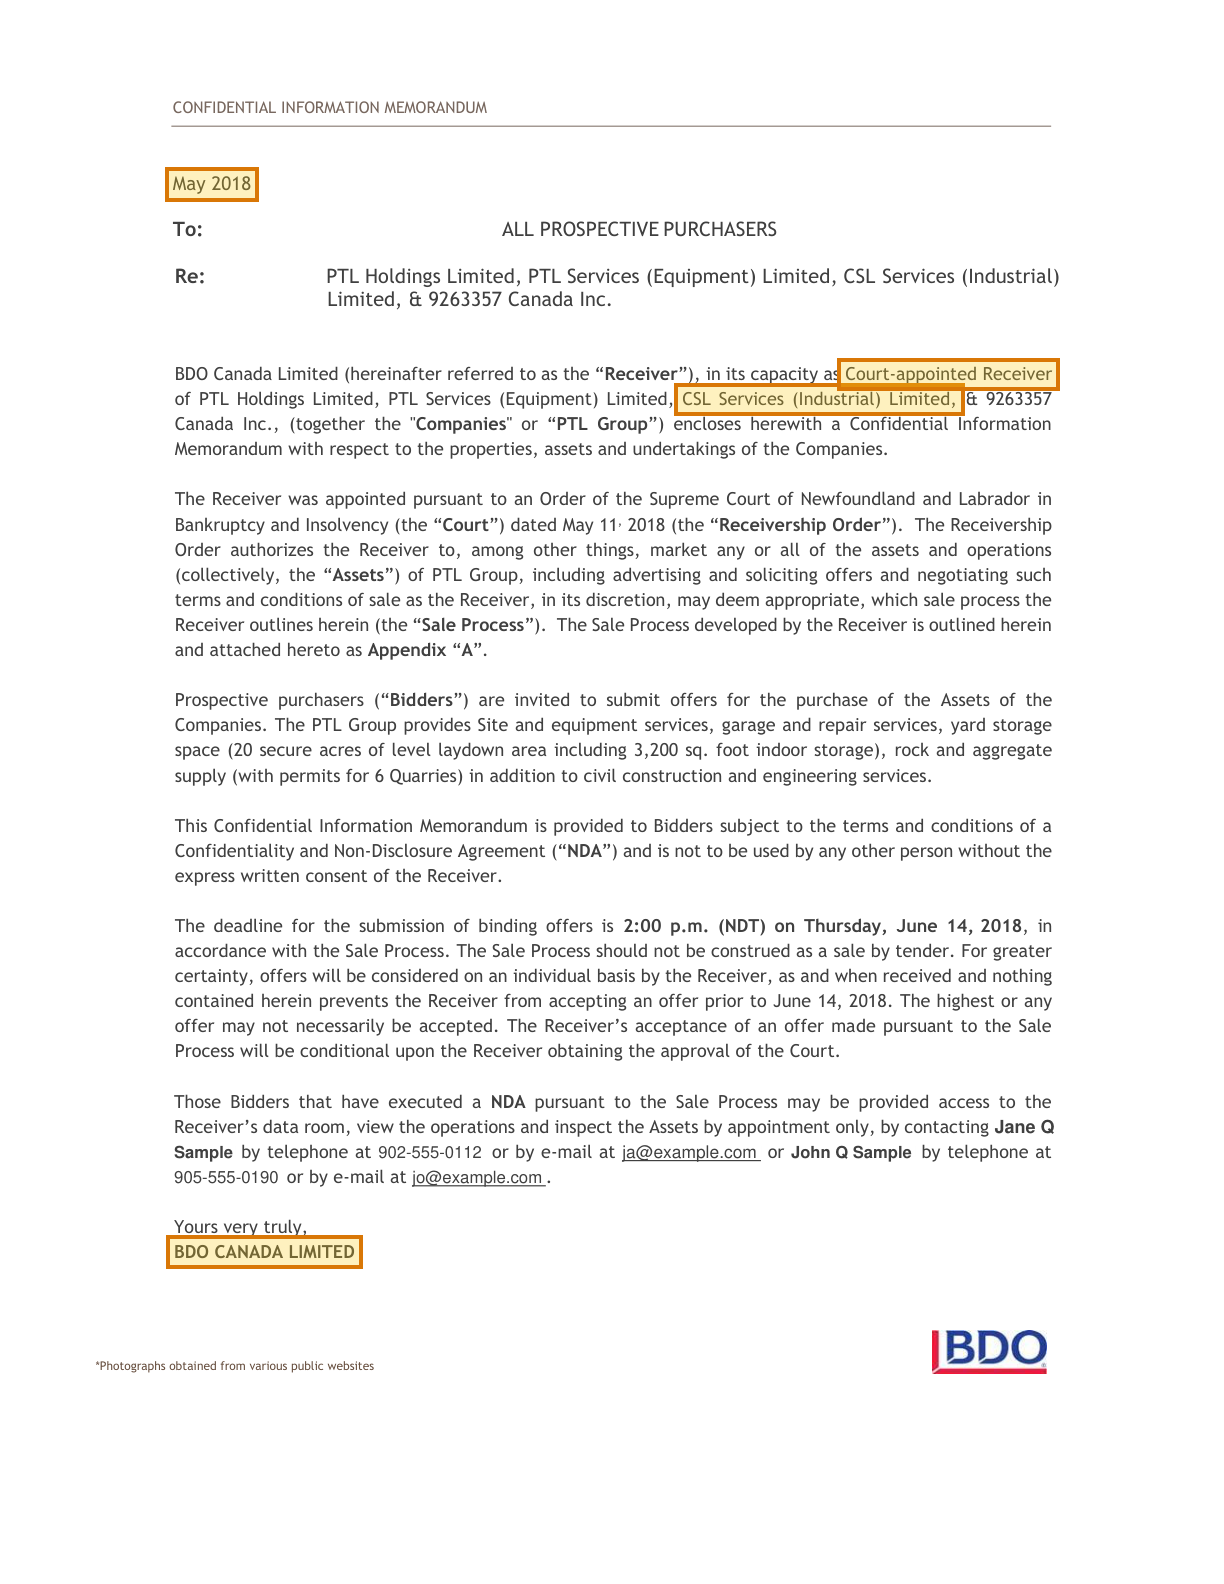 CONFIDENTIAL INFORMATION MEMORANDUM
May 2018
To: ALL PROSPECTIVE PURCHASERS
Re: PTL Holdings Limited, PTL Services (Equipment) Limited, CSL Services (Industrial)
Limited, & 9263357 Canada Inc.
BDO Canada Limited (hereinafter referred to as the “Receiver”), in its capacity as Court-appointed Receiver
of PTL Holdings Limited, PTL Services (Equipment) Limited, CSL Services (Industrial) Limited, & 9263357
Canada Inc., (together the "Companies" or “PTL Group”) encloses herewith a Confidential Information
Memorandum with respect to the properties, assets and undertakings of the Companies.
The Receiver was appointed pursuant to an Order of the Supreme Court of Newfoundland and Labrador in
Bankruptcy and Insolvency (the “Court”) dated May 11, 2018 (the “Receivership Order”). The Receivership
Order authorizes the Receiver to, among other things, market any or all of the assets and operations
(collectively, the “Assets”) of PTL Group, including advertising and soliciting offers and negotiating such
terms and conditions of sale as the Receiver, in its discretion, may deem appropriate, which sale process the
Receiver outlines herein (the “Sale Process”). The Sale Process developed by the Receiver is outlined herein
and attached hereto as Appendix “A”.
Prospective purchasers (“Bidders”) are invited to submit offers for the purchase of the Assets of the
Companies. The PTL Group provides Site and equipment services, garage and repair services, yard storage
space (20 secure acres of level laydown area including 3,200 sq. foot indoor storage), rock and aggregate
supply (with permits for 6 Quarries) in addition to civil construction and engineering services.
This Confidential Information Memorandum is provided to Bidders subject to the terms and conditions of a
Confidentiality and Non-Disclosure Agreement (“NDA”) and is not to be used by any other person without the
express written consent of the Receiver.
The deadline for the submission of binding offers is 2:00 p.m. (NDT) on Thursday, June 14, 2018, in
accordance with the Sale Process. The Sale Process should not be construed as a sale by tender. For greater
certainty, offers will be considered on an individual basis by the Receiver, as and when received and nothing
contained herein prevents the Receiver from accepting an offer prior to June 14, 2018. The highest or any
offer may not necessarily be accepted. The Receiver’s acceptance of an offer made pursuant to the Sale
Process will be conditional upon the Receiver obtaining the approval of the Court.
Those Bidders that have executed a NDA pursuant to the Sale Process may be provided access to the
Receiver’s data room, view the operations and inspect the Assets by appointment only, by contacting Jane Q
Sample by telephone at 902-555-0112 or by e-mail at ja@example.com or John Q Sample by telephone at
905-555-0190 or by e-mail at jo@example.com .
Yours very truly,
BDO CANADA LIMITED
BDO
*Photographs obtained from various public websites